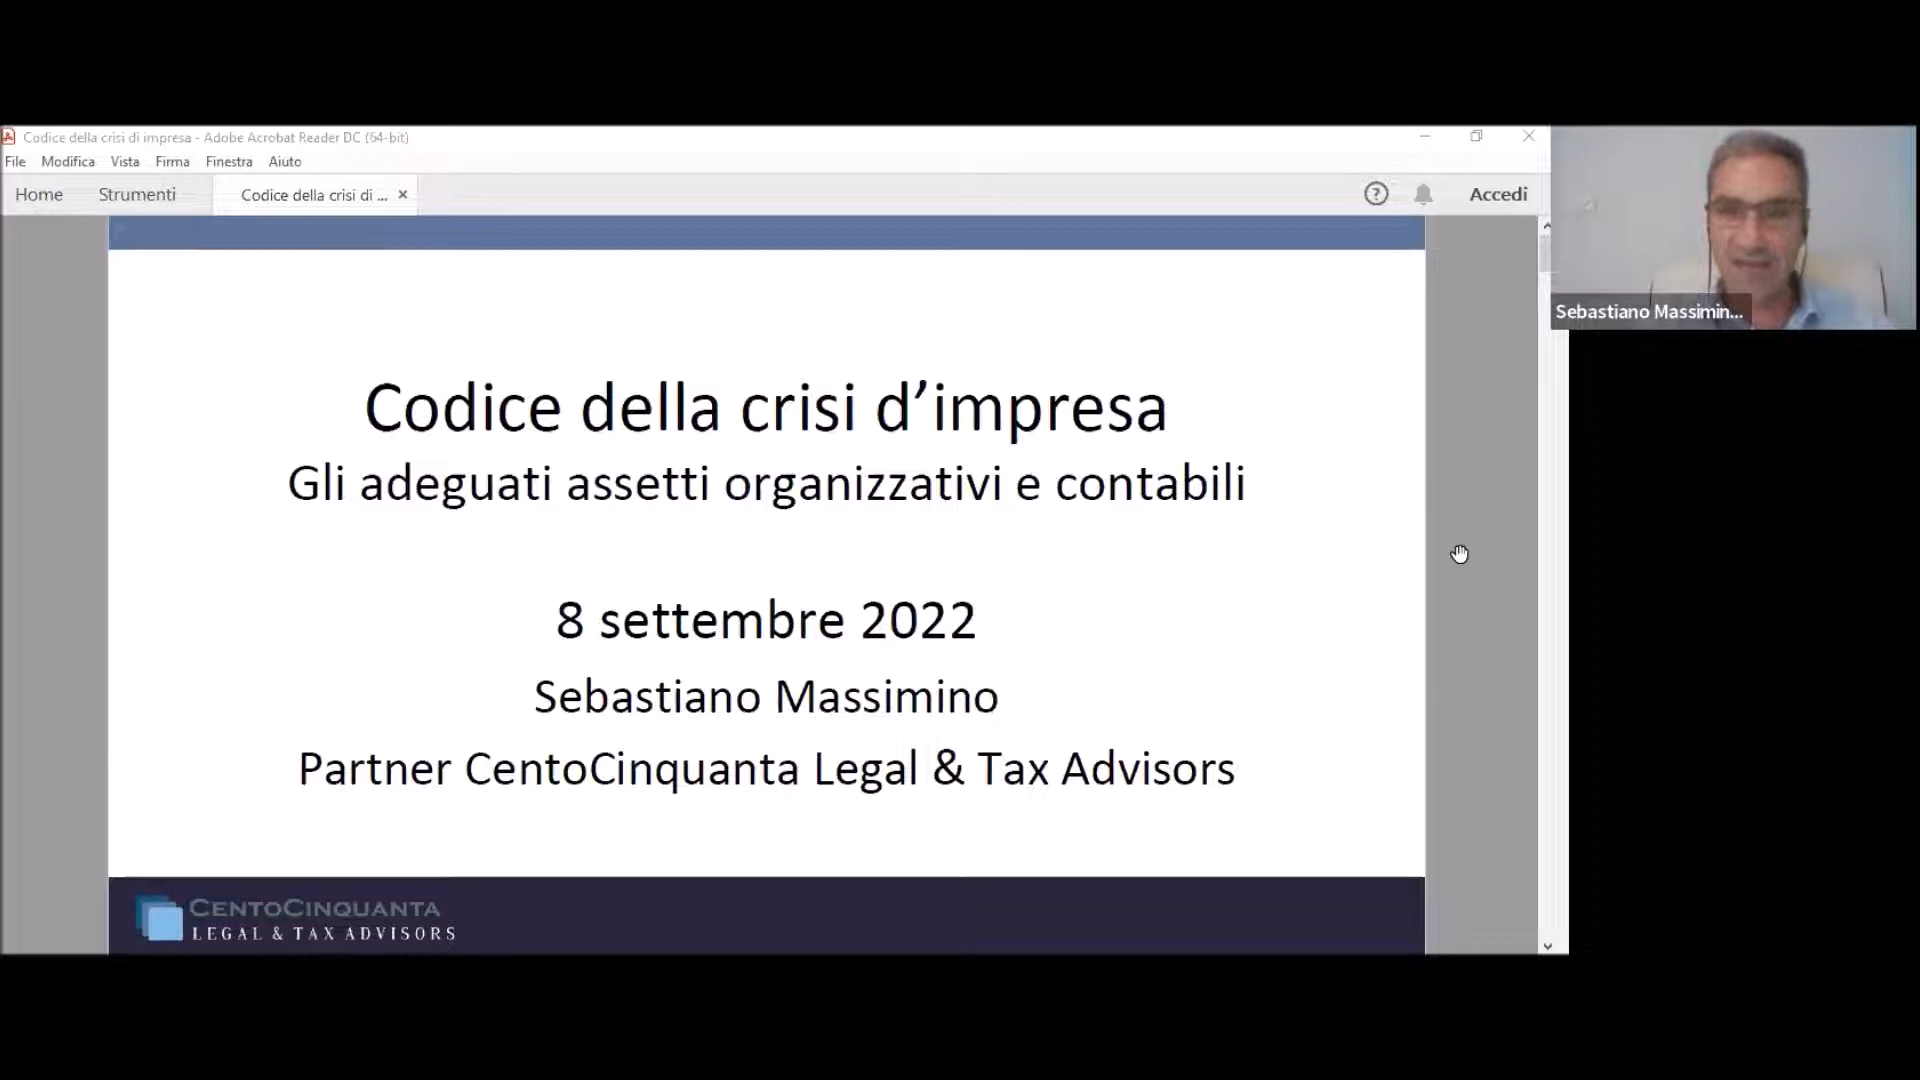 Codice della crisi di impresa - Adobe Acrobat Reader DC (64-bit)
File Modifica Vista Firma Finestra Aiuto
Home Strumenti Codice della crisi di ... × ? Accedi
Sebastiano Massimin...
Codice della crisi d’impresa
Gli adeguati assetti organizzativi e contabili
8 settembre 2022
Sebastiano Massimino
Partner CentoCinquanta Legal & Tax Advisors
CENTOCINQUANTA
LEGAL & TAX ADVISORS